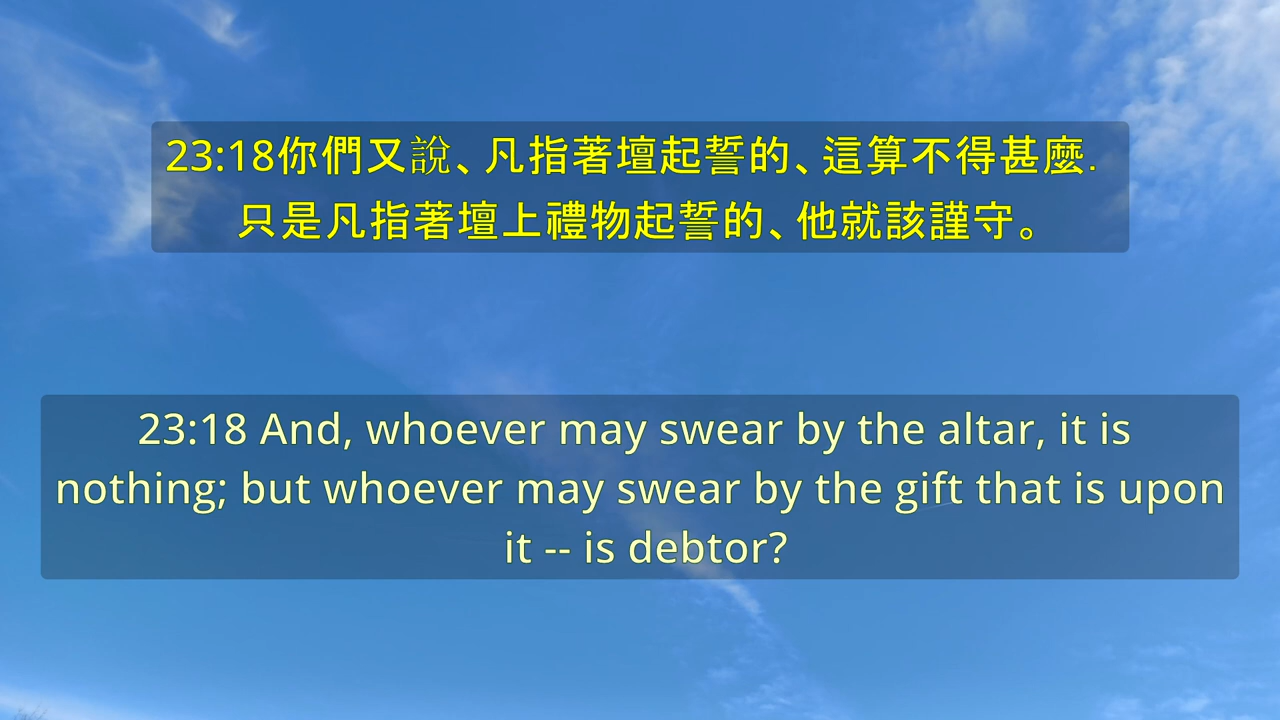 23:18你們又說、凡指著壇起誓的、這算不得甚麼.
只是凡指著壇上禮物起誓的、他就該謹守。
23:18 And, whoever may swear by the altar, it is
nothing; but whoever may swear by the gift that is upon
it -- is debtor?